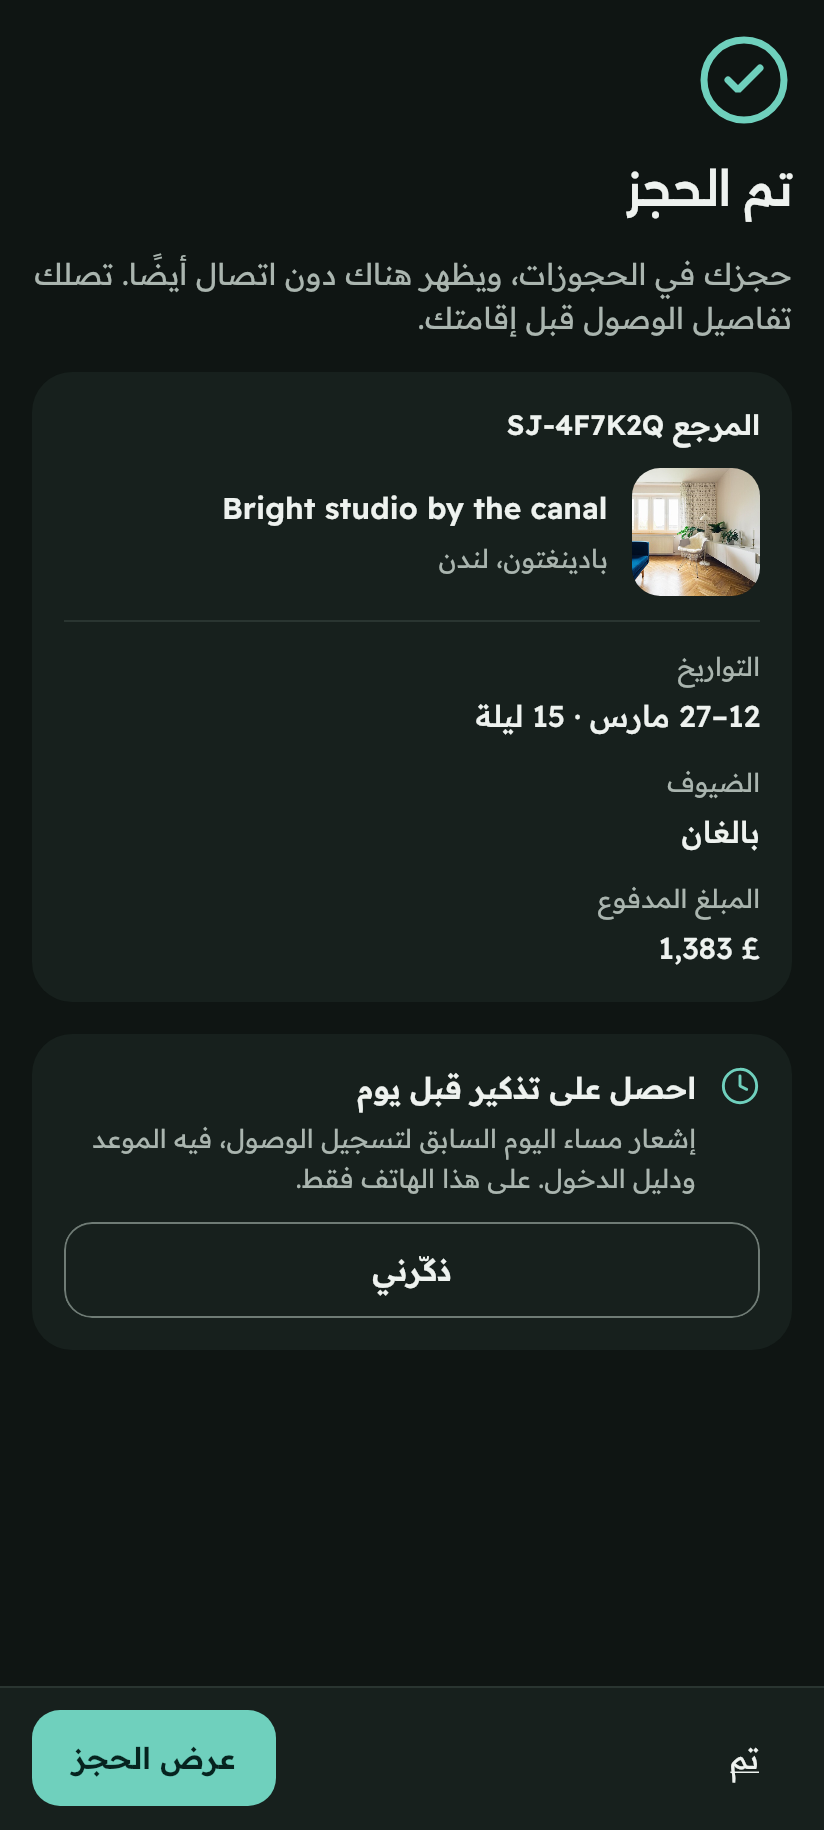 تم الحجز
حجزك في الحجوزات، ويظهر هناك دون اتصال أيضًا. تصلك
تفاصيل الوصول قبل إقامتك.
المرجع SJ-4F7K2Q
Bright studio by the canal
بادينغتون، لندن
التواريخ
12–27 مارس · 15 ليلة
الضيوف
بالغان
المبلغ المدفوع
£ 1,383
احصل على تذكير قبل يوم
إشعار مساء اليوم السابق لتسجيل الوصول، فيه الموعد
ودليل الدخول. على هذا الهاتف فقط.
ذكّرني
تم
عرض الحجز